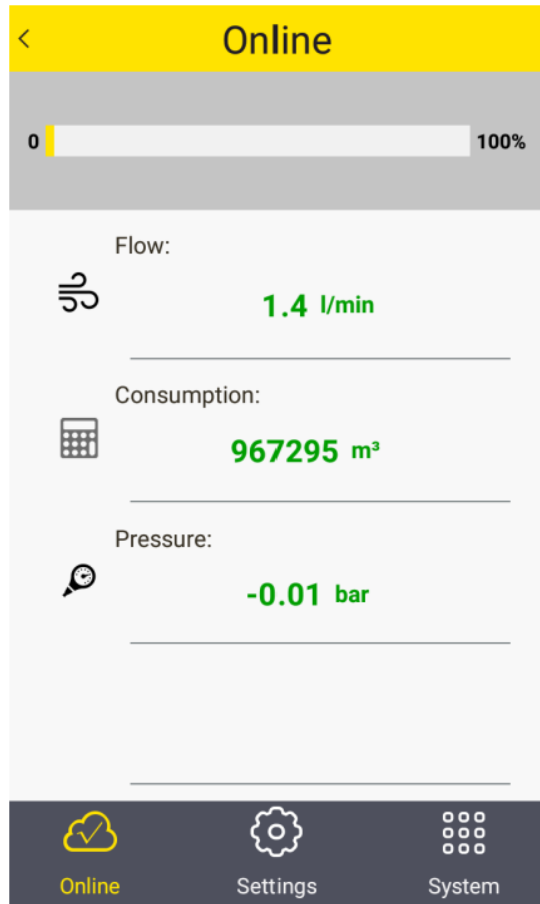 Online
0 100%
Flow:
1.4 l/min
Consumption:
967295 m³
Pressure:
-0.01 bar
Online Settings System